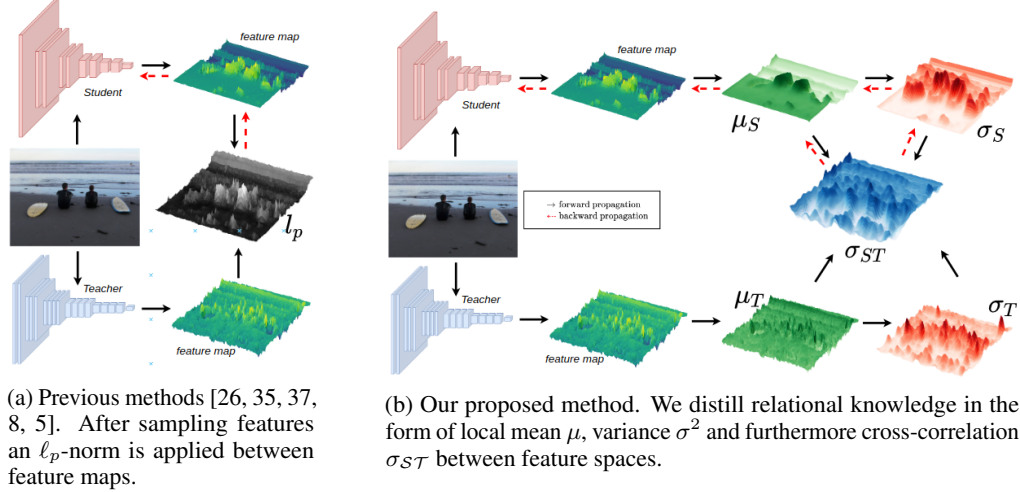 feature map
Student
l_p
Teacher
feature map
(a) Previous methods [26, 35, 37,
8, 5]. After sampling features
an ℓ_p-norm is applied between
feature maps.
feature map
Student
μ_S
σ_S
forward propagation
backward propagation
σ_ST
Teacher
μ_T
σ_T
feature map
(b) Our proposed method. We distill relational knowledge in the
form of local mean μ, variance σ² and furthermore cross-correlation
σ_𝒮𝒯 between feature spaces.